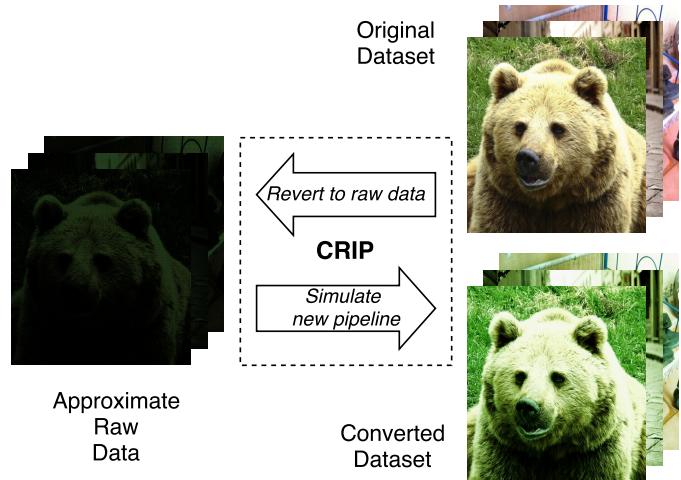 Original
Dataset
Revert to raw data
CRIP
Simulate
new pipeline
Approximate
Raw
Data
Converted
Dataset